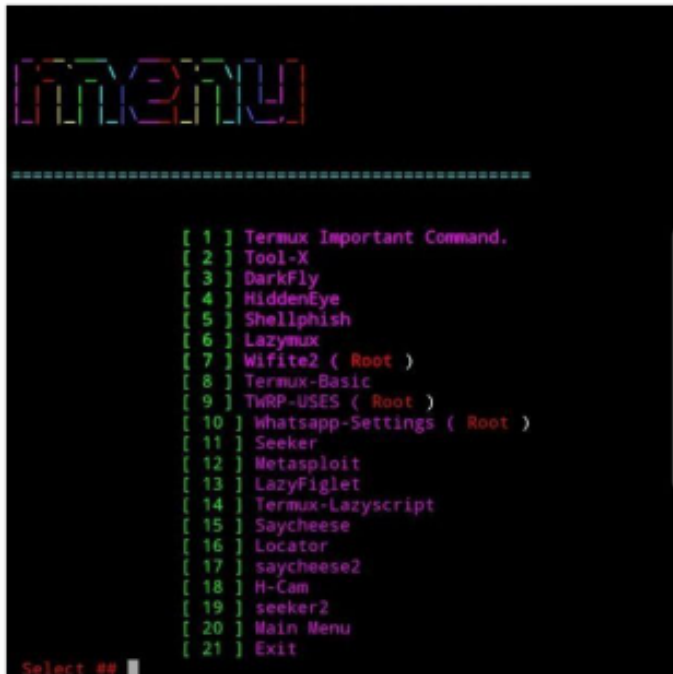 menu
=================================================
[ 1 ] Termux Important Command.
[ 2 ] Tool-X
[ 3 ] DarkFly
[ 4 ] HiddenEye
[ 5 ] Shellphish
[ 6 ] Lazymux
[ 7 ] Wifite2 ( Root )
[ 8 ] Termux-Basic
[ 9 ] TWRP-USES ( Root )
[ 10 ] Whatsapp-Settings ( Root )
[ 11 ] Seeker
[ 12 ] Metasploit
[ 13 ] LazyFiglet
[ 14 ] Termux-Lazyscript
[ 15 ] Saycheese
[ 16 ] Locator
[ 17 ] saycheese2
[ 18 ] H-Cam
[ 19 ] seeker2
[ 20 ] Main Menu
[ 21 ] Exit
Select ##